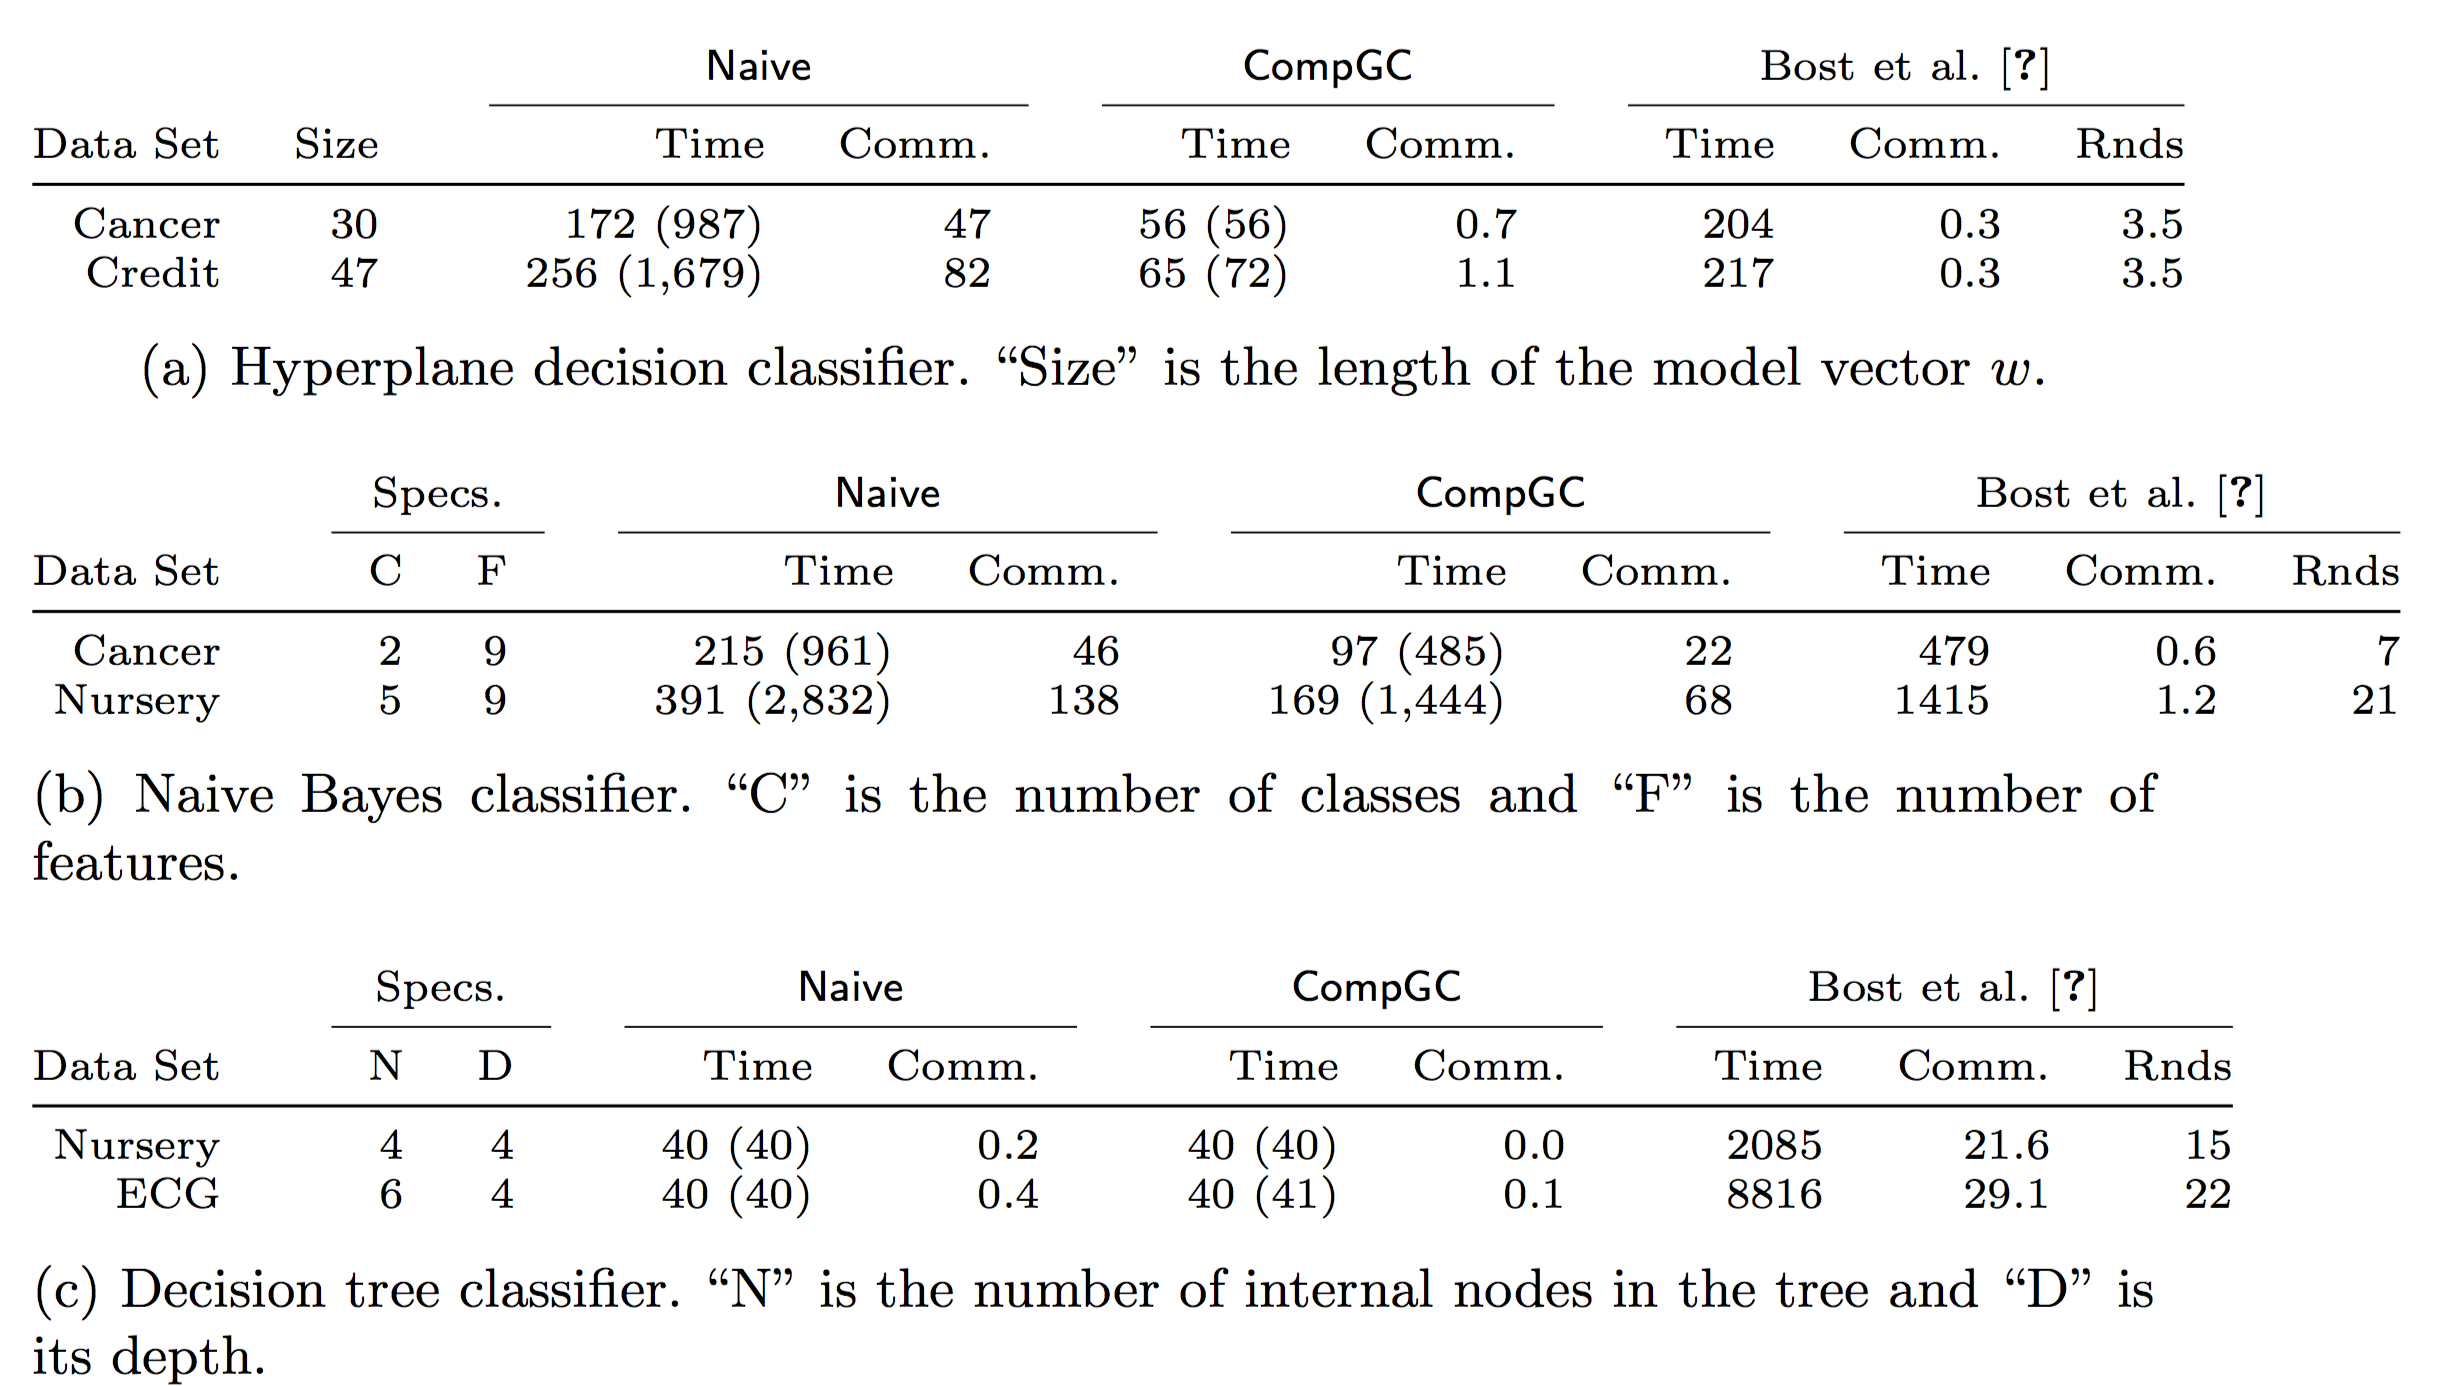 Naive CompGC Bost et al. [?]
Data Set Size Time Comm. Time Comm. Time Comm. Rnds
Cancer 30 172 (987) 47 56 (56) 0.7 204 0.3 3.5
Credit 47 256 (1,679) 82 65 (72) 1.1 217 0.3 3.5
(a) Hyperplane decision classifier. “Size” is the length of the model vector w.
Specs. Naive CompGC Bost et al. [?]
Data Set C F Time Comm. Time Comm. Time Comm. Rnds
Cancer 2 9 215 (961) 46 97 (485) 22 479 0.6 7
Nursery 5 9 391 (2,832) 138 169 (1,444) 68 1415 1.2 21
(b) Naive Bayes classifier. “C” is the number of classes and “F” is the number of
features.
Specs. Naive CompGC Bost et al. [?]
Data Set N D Time Comm. Time Comm. Time Comm. Rnds
Nursery 4 4 40 (40) 0.2 40 (40) 0.0 2085 21.6 15
ECG 6 4 40 (40) 0.4 40 (41) 0.1 8816 29.1 22
(c) Decision tree classifier. “N” is the number of internal nodes in the tree and “D” is
its depth.